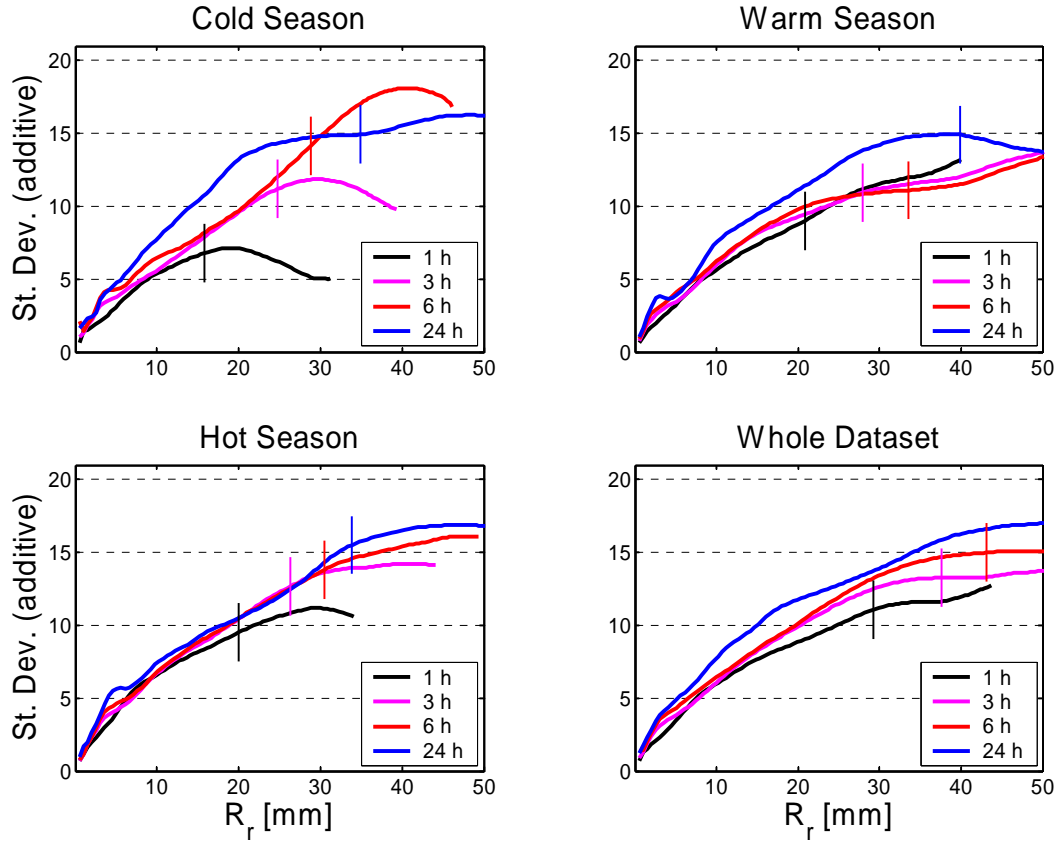 Cold Season
St. Dev. (additive)
20
15
10
5
0
10 20 30 40 50
1 h
3 h
6 h
24 h
Warm Season
20
15
10
5
0
10 20 30 40 50
1 h
3 h
6 h
24 h
Hot Season
St. Dev. (additive)
20
15
10
5
0
10 20 30 40 50
R_r [mm]
1 h
3 h
6 h
24 h
Whole Dataset
20
15
10
5
0
10 20 30 40 50
R_r [mm]
1 h
3 h
6 h
24 h